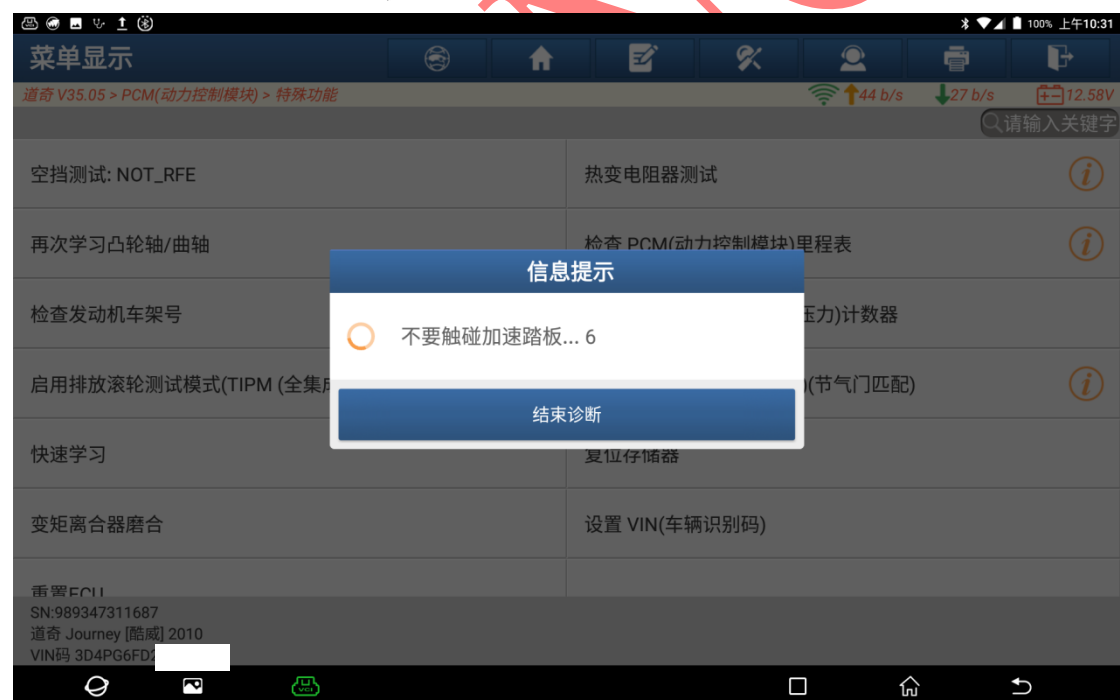 100% 上午10:31
菜单显示
道奇 V35.05 > PCM(动力控制模块) > 特殊功能
44 b/s 27 b/s 12.58V
请输入关键字
空挡测试: NOT_RFE
热变电阻器测试
再次学习凸轮轴/曲轴
检查 PCM(动力控制模块)里程表
信息提示
检查发动机车架号
压力)计数器
不要触碰加速踏板... 6
启用排放滚轮测试模式(TIPM (全集
)(节气门匹配)
结束诊断
快速学习
复位存储器
变矩离合器磨合
设置 VIN(车辆识别码)
重置ECU
SN:989347311687
道奇 Journey [酷威] 2010
VIN码 3D4PG6FD2
VCI